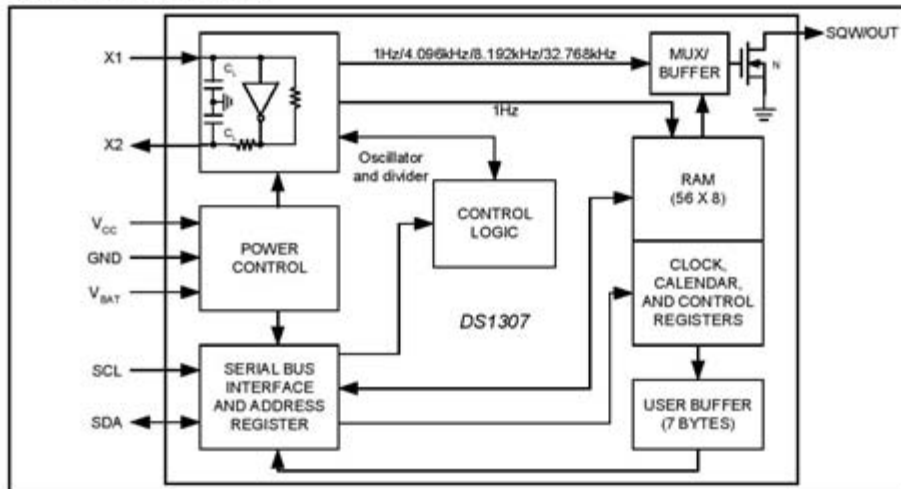 X1
X2
V_CC
GND
V_BAT
SCL
SDA
C_L
C_L
1Hz/4.096kHz/8.192kHz/32.768kHz
1Hz
MUX/
BUFFER
N
SQW/OUT
Oscillator
and divider
RAM
(56 X 8)
POWER
CONTROL
CONTROL
LOGIC
CLOCK,
CALENDAR,
AND CONTROL
REGISTERS
DS1307
SERIAL BUS
INTERFACE
AND ADDRESS
REGISTER
USER BUFFER
(7 BYTES)